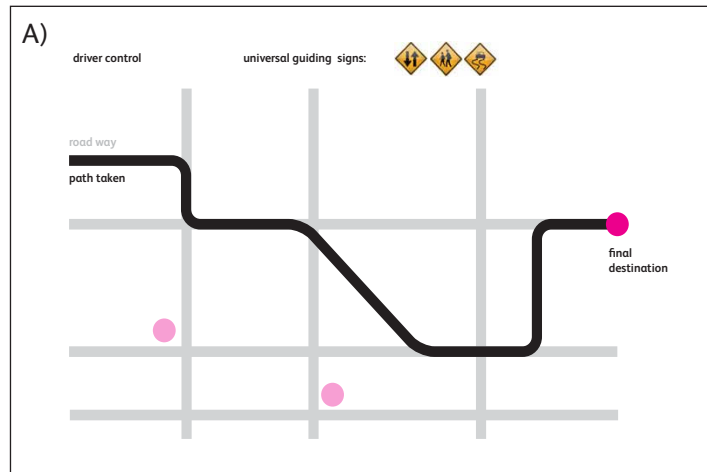 A)
driver control
universal guiding signs:
road way
path taken
final
destination